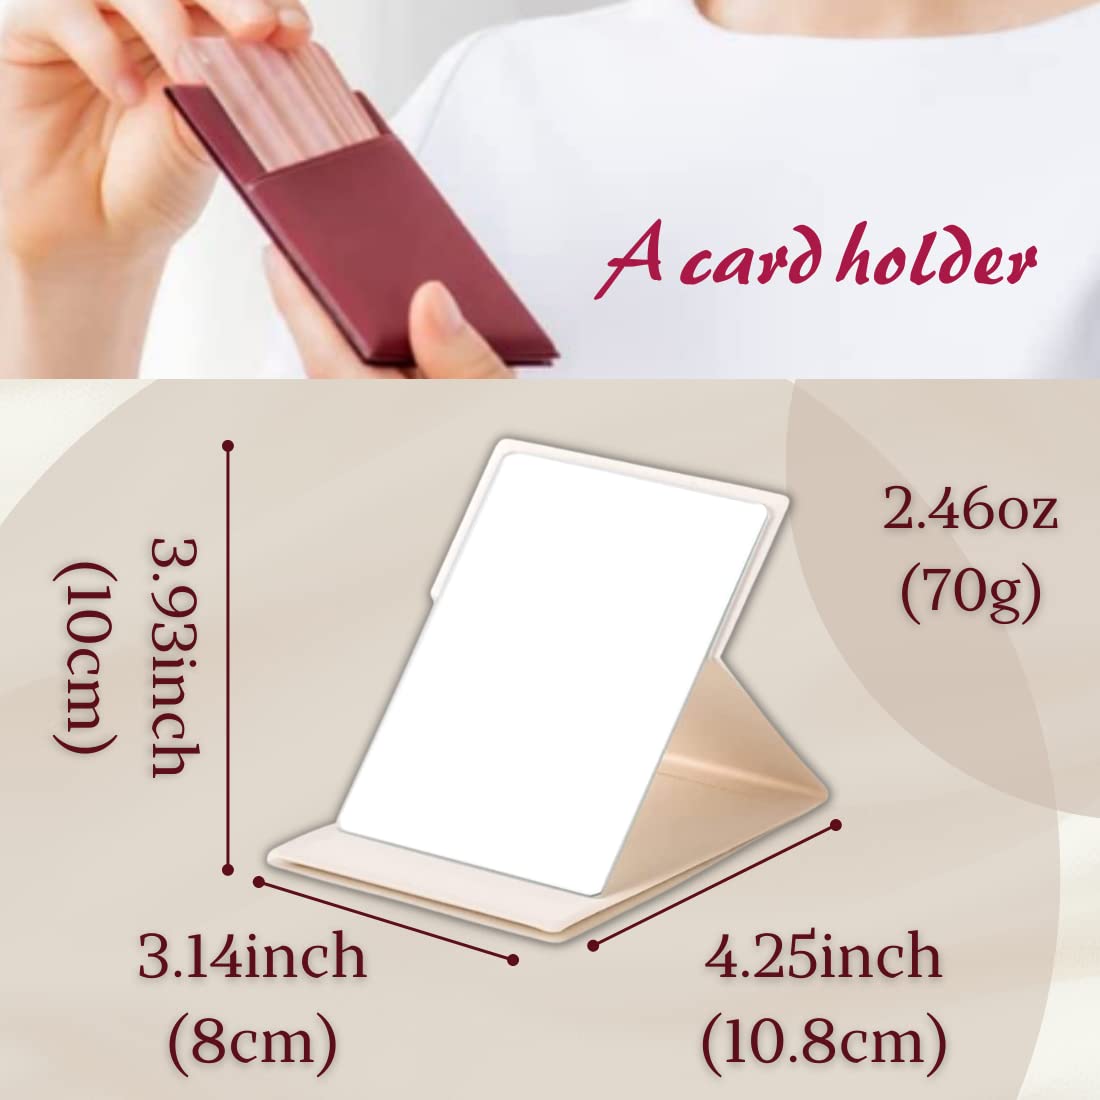 A card holder
2.46oz
(70g)
3.93inch
(10cm)
3.14inch
(8cm)
4.25inch
(10.8cm)